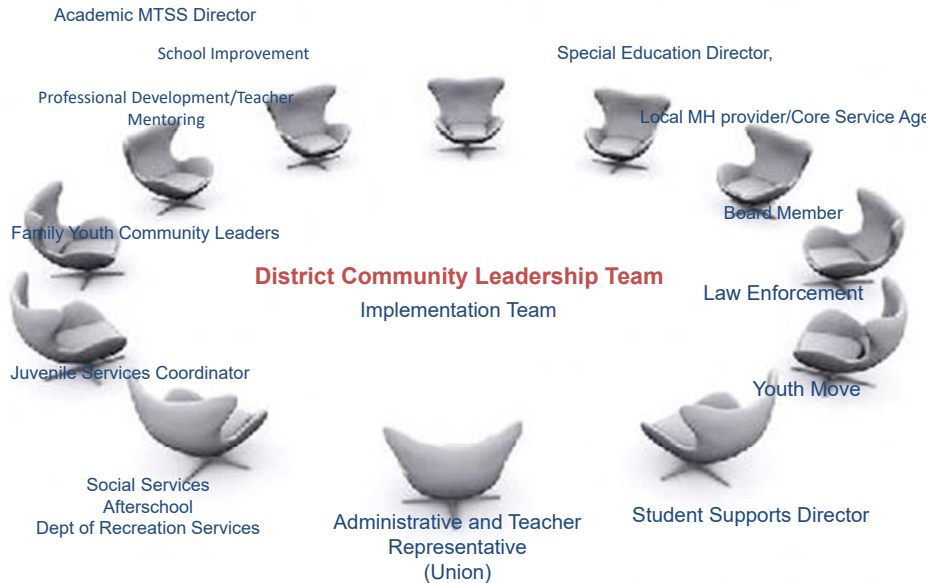 Academic MTSS Director
School Improvement
Special Education Director,
Professional Development/Teacher
Mentoring
Local MH provider/Core Service Age
Board Member
Family Youth Community Leaders
District Community Leadership Team
Implementation Team
Law Enforcement
Juvenile Services Coordinator
Youth Move
Social Services
Afterschool
Dept of Recreation Services
Administrative and Teacher
Representative
(Union)
Student Supports Director